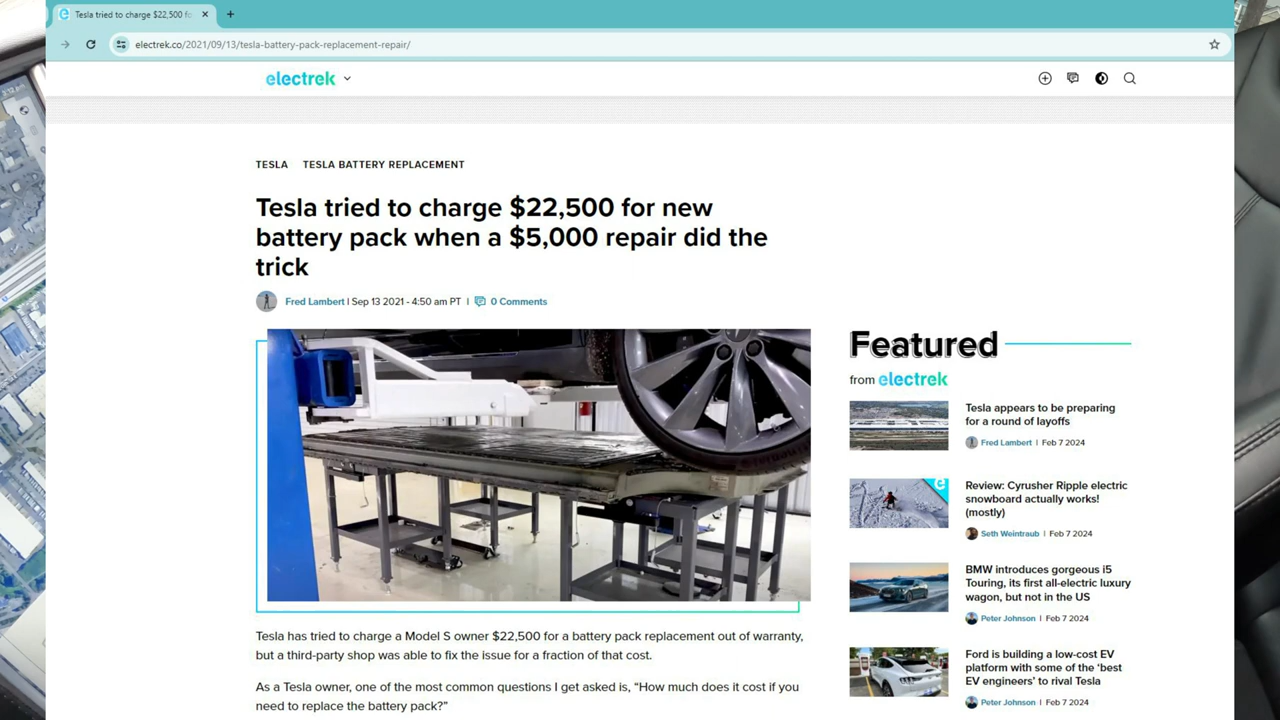 Tesla tried to charge $22,500 fo
electrek.co/2021/09/13/tesla-battery-pack-replacement-repair/
electrek
TESLA TESLA BATTERY REPLACEMENT
Tesla tried to charge $22,500 for new
battery pack when a $5,000 repair did the
trick
Fred Lambert | Sep 13 2021 - 4:50 am PT | 0 Comments
Tesla has tried to charge a Model S owner $22,500 for a battery pack replacement out of warranty,
but a third-party shop was able to fix the issue for a fraction of that cost.
As a Tesla owner, one of the most common questions I get asked is, “How much does it cost if you
need to replace the battery pack?”
Featured
from electrek
Tesla appears to be preparing
for a round of layoffs
Fred Lambert | Feb 7 2024
Review: Cyrusher Ripple electric
snowboard actually works!
(mostly)
Seth Weintraub | Feb 7 2024
BMW introduces gorgeous i5
Touring, its first all-electric luxury
wagon, but not in the US
Peter Johnson | Feb 7 2024
Ford is building a low-cost EV
platform with some of the ‘best
EV engineers’ to rival Tesla
Peter Johnson | Feb 7 2024